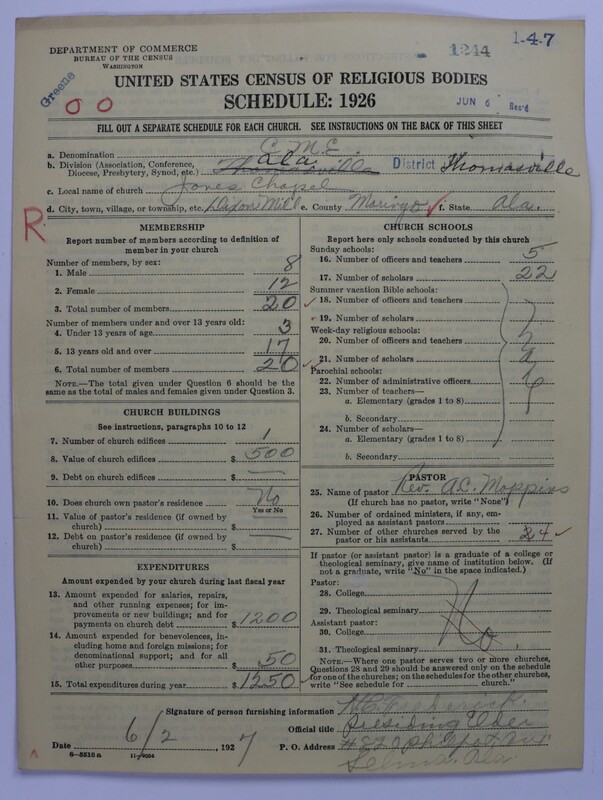 DEPARTMENT OF COMMERCE
BUREAU OF THE CENSUS
WASHINGTON
Greene
0 0
1244
1-4-7
UNITED STATES CENSUS OF RELIGIOUS BODIES
SCHEDULE: 1926
JUN 6 Rec'd
FILL OUT A SEPARATE SCHEDULE FOR EACH CHURCH. SEE INSTRUCTIONS ON THE BACK OF THIS SHEET
a. Denomination C. M. E.
b. Division (Association, Conference, Diocese, Presbytery, Synod, etc.) Thomasville Ala. District Thomasville
c. Local name of church Jones Chapel
d. City, town, village, or township, etc. Dixons Mill e. County Maringo f. State Ala.
R
MEMBERSHIP
Report number of members according to definition of
member in your church
Number of members, by sex:
1. Male 8
2. Female 12
3. Total number of members 20
Number of members under and over 13 years old:
4. Under 13 years of age 3
5. 13 years old and over 17
6. Total number of members 20
NOTE.—The total given under Question 6 should be
same as the total of males and females given under Question 3.
CHURCH BUILDINGS
See instructions, paragraphs 10 to 12
7. Number of church edifices 1
8. Value of church edifices $ 500
9. Debt on church edifices $ —
10. Does church own pastor's residence No
Yes or No
11. Value of pastor's residence (if owned by
church) $
12. Debt on pastor's residence (if owned by
church) $ —
EXPENDITURES
Amount expended by your church during last fiscal year
13. Amount expended for salaries, repairs,
and other running expenses; for im-
provements or new buildings; and for
payments on church debt $ 1200
14. Amount expended for benevolences, in-
cluding home and foreign missions; for
denominational support; and for all
other purposes $ 50
15. Total expenditures during year $ 1250
CHURCH SCHOOLS
Report here only schools conducted by this church
Sunday schools:
16. Number of officers and teachers 5
17. Number of scholars 22
Summer vacation Bible schools:
18. Number of officers and teachers
19. Number of scholars
Week-day religious schools:
20. Number of officers and teachers
21. Number of scholars
Parochial schools:
22. Number of administrative officers
23. Number of teachers—
a. Elementary (grades 1 to 8)
b. Secondary
24. Number of scholars—
a. Elementary (grades 1 to 8)
b. Secondary
PASTOR
25. Name of pastor Rev. A.C. Moppins
(If church has no pastor, write "None")
26. Number of ordained ministers, if any, em-
ployed as assistant pastors
27. Number of other churches served by the
pastor or his assistants
If pastor (or assistant pastor) is a graduate of a college or
theological seminary, give name of institution below. (If
not a graduate, write "No" in the space indicated.)
Pastor:
28. College
29. Theological seminary No
Assistant pastor:
30. College
31. Theological seminary
NOTE.—Where one pastor serves two or more churches,
Questions 28 and 29 should be answered only on the schedule
for one of the churches; on the schedules for the other churches,
write "See schedule for church."
Signature of person furnishing information
Official title Presiding Elder
Date 6/2, 1927 P. O. Address
Selma, Ala.
8—5516 a